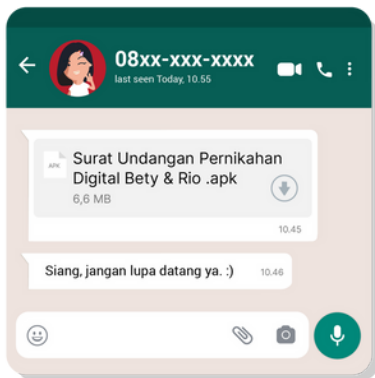 08xx-xxx-xxxx
last seen Today, 10.55
APK
Surat Undangan Pernikahan
Digital Bety & Rio .apk
6,6 MB
10.45
Siang, jangan lupa datang ya. :)
10.46